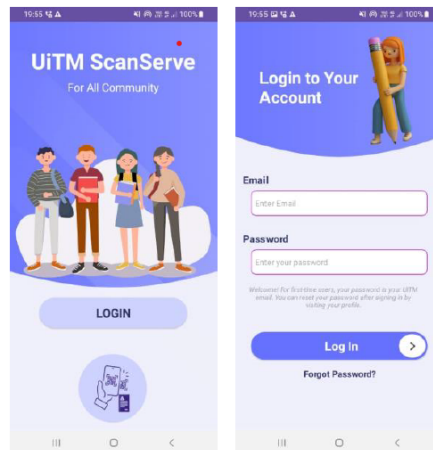 19:55
100%
UiTM ScanServe
For All Community
LOGIN
19:55
100%
Login to Your
Account
Email
Enter Email
Password
Enter your password
Welcome! For first-time users, your password is your UiTM
email. You can reset your password after signing in by
visiting your profile.
Log In
Forgot Password?